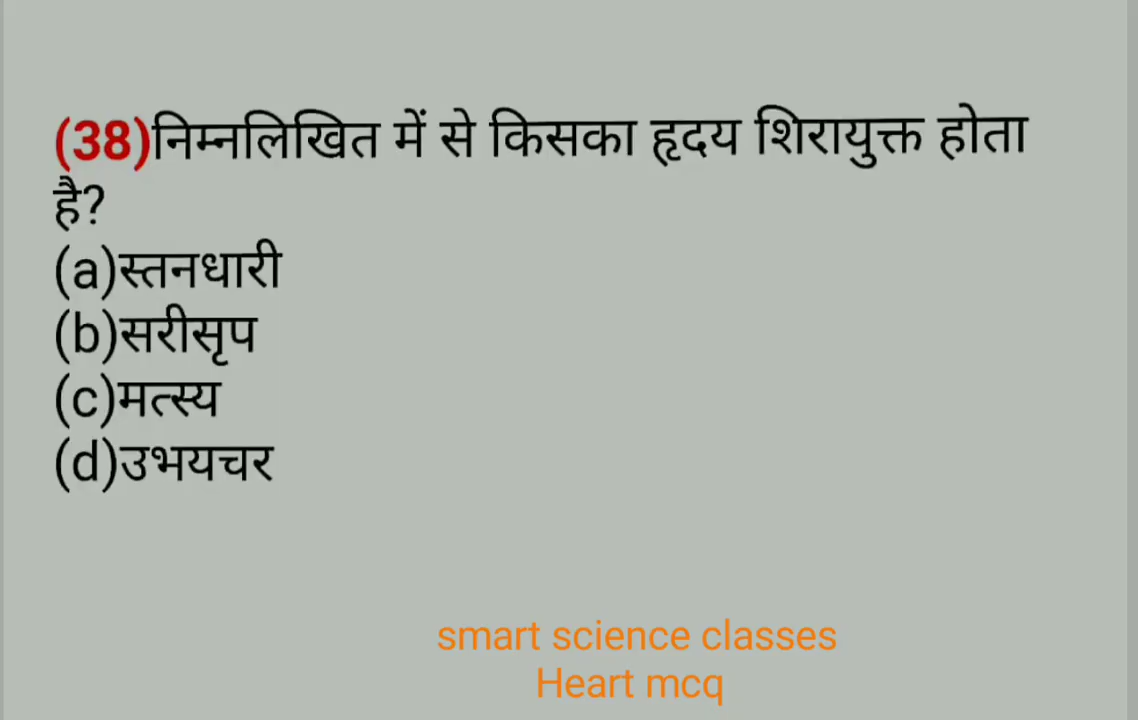 (38)निम्नलिखित में से किसका हृदय शिरायुक्त होता
है?
(a)स्तनधारी
(b)सरीसृप
(c)मत्स्य
(d)उभयचर
smart science classes
Heart mcq